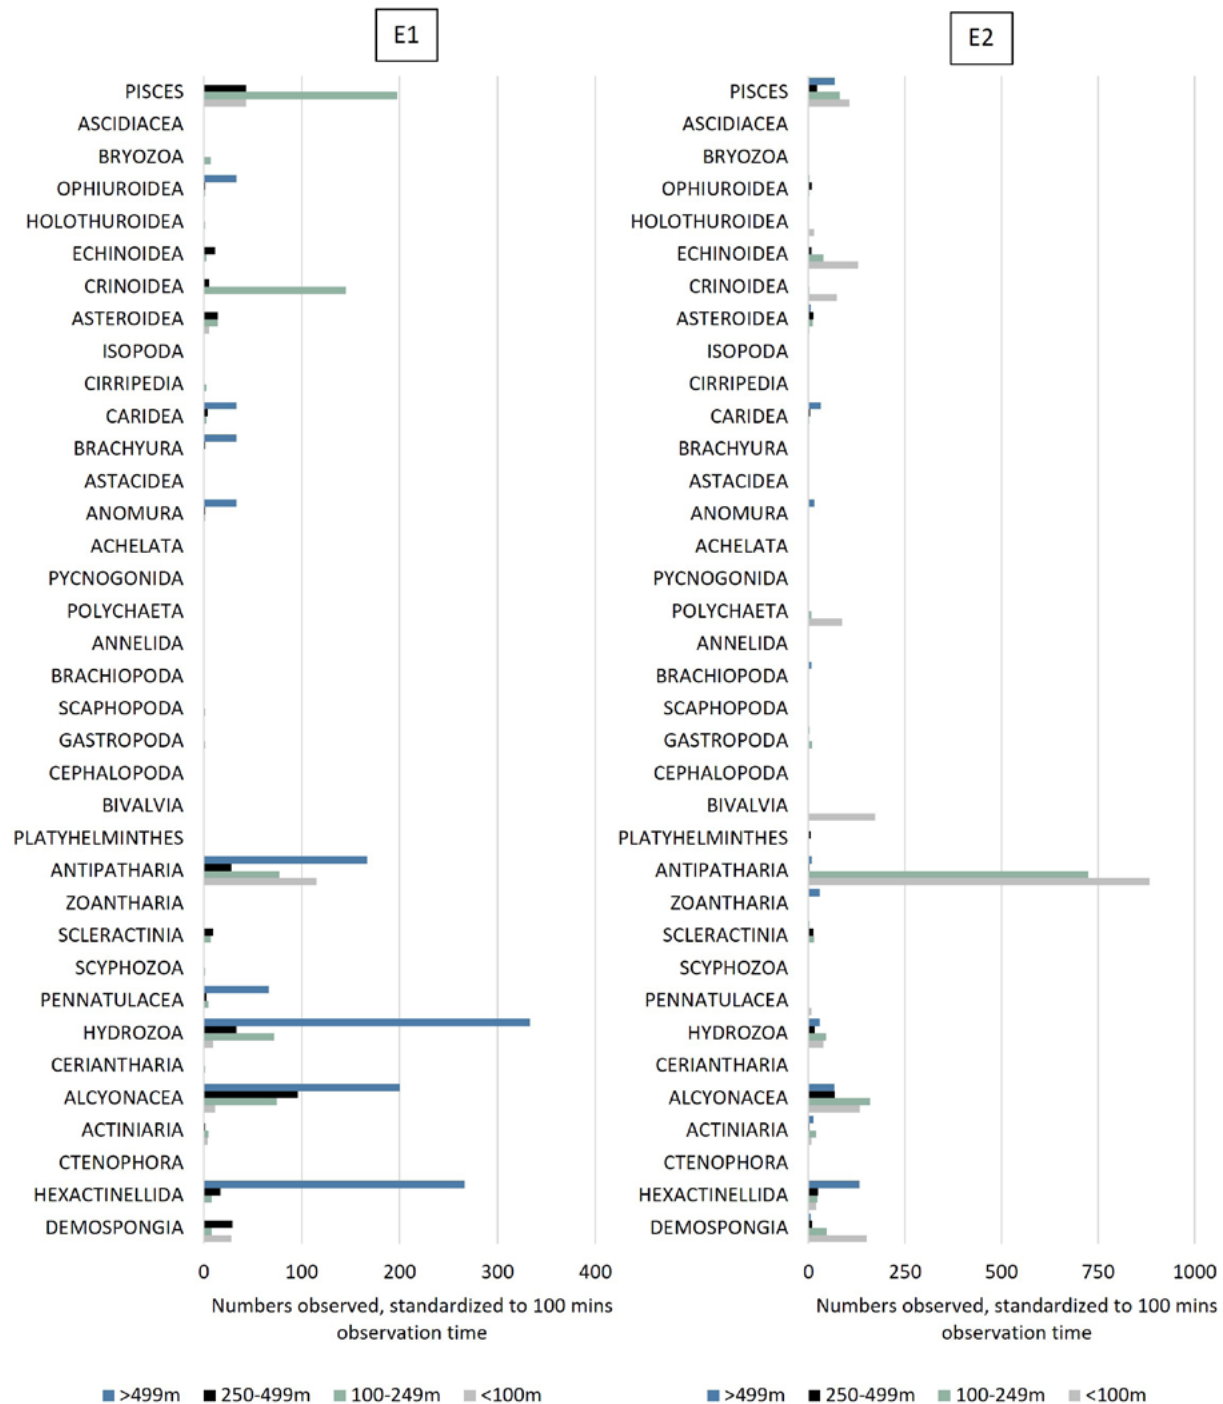 E1
PISCES
ASCIDIACEA
BRYOZOA
OPHIUROIDEA
HOLOTHUROIDEA
ECHINOIDEA
CRINOIDEA
ASTEROIDEA
ISOPODA
CIRRIPEDIA
CARIDEA
BRACHYURA
ASTACIDEA
ANOMURA
ACHELATA
PYCNOGONIDA
POLYCHAETA
ANNELIDA
BRACHIOPODA
SCAPHOPODA
GASTROPODA
CEPHALOPODA
BIVALVIA
PLATYHELMINTHES
ANTIPATHARIA
ZOANTHARIA
SCLERACTINIA
SCYPHOZOA
PENNATULACEA
HYDROZOA
CERIANTHARIA
ALCYONACEA
ACTINIARIA
CTENOPHORA
HEXACTINELLIDA
DEMOSPONGIA
0 100 200 300 400
Numbers observed, standardized to 100 mins
observation time
>499m 250-499m 100-249m <100m
E2
PISCES
ASCIDIACEA
BRYOZOA
OPHIUROIDEA
HOLOTHUROIDEA
ECHINOIDEA
CRINOIDEA
ASTEROIDEA
ISOPODA
CIRRIPEDIA
CARIDEA
BRACHYURA
ASTACIDEA
ANOMURA
ACHELATA
PYCNOGONIDA
POLYCHAETA
ANNELIDA
BRACHIOPODA
SCAPHOPODA
GASTROPODA
CEPHALOPODA
BIVALVIA
PLATYHELMINTHES
ANTIPATHARIA
ZOANTHARIA
SCLERACTINIA
SCYPHOZOA
PENNATULACEA
HYDROZOA
CERIANTHARIA
ALCYONACEA
ACTINIARIA
CTENOPHORA
HEXACTINELLIDA
DEMOSPONGIA
0 250 500 750 1000
Numbers observed, standardized to 100 mins
observation time
>499m 250-499m 100-249m <100m